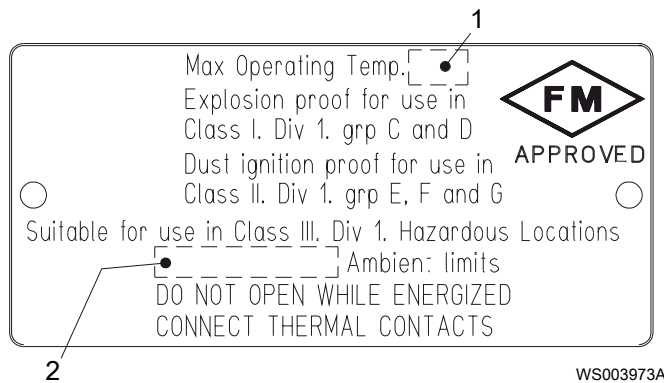 1
Max Operating Temp.
Explosion proof for use in
Class I. Div 1. grp C and D
FM
APPROVED
Dust ignition proof for use in
Class II. Div 1. grp E, F and G
Suitable for use in Class III. Div 1. Hazardous Locations
Ambient limits
DO NOT OPEN WHILE ENERGIZED
CONNECT THERMAL CONTACTS
2
WS003973A